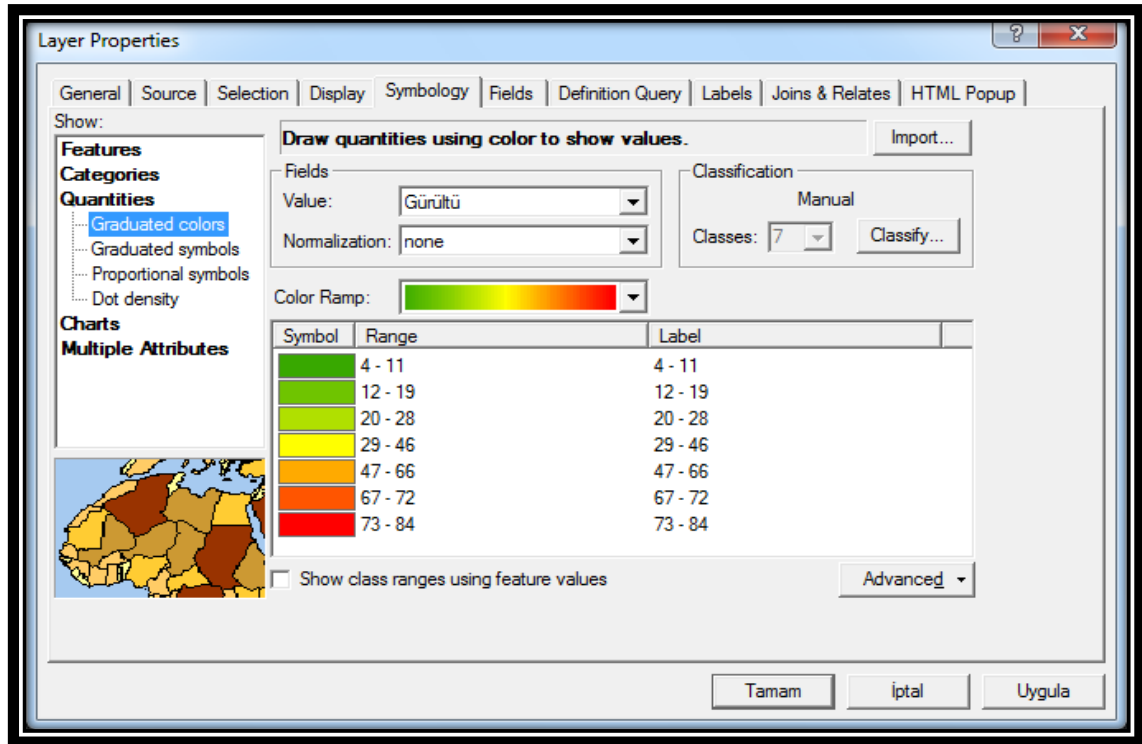 Layer Properties
?
X
General Source Selection Display Symbology Fields Definition Query Labels Joins & Relates HTML Popup
Show:
Features
Categories
Quantities
Graduated colors
Graduated symbols
Proportional symbols
Dot density
Charts
Multiple Attributes
Draw quantities using color to show values.
Import...
Fields
Value: Gürültü
Normalization: none
Classification
Manual
Classes: 7 Classify...
Color Ramp:
Symbol Range Label
4 - 11 4 - 11
12 - 19 12 - 19
20 - 28 20 - 28
29 - 46 29 - 46
47 - 66 47 - 66
67 - 72 67 - 72
73 - 84 73 - 84
Show class ranges using feature values
Advanced
Tamam İptal Uygula